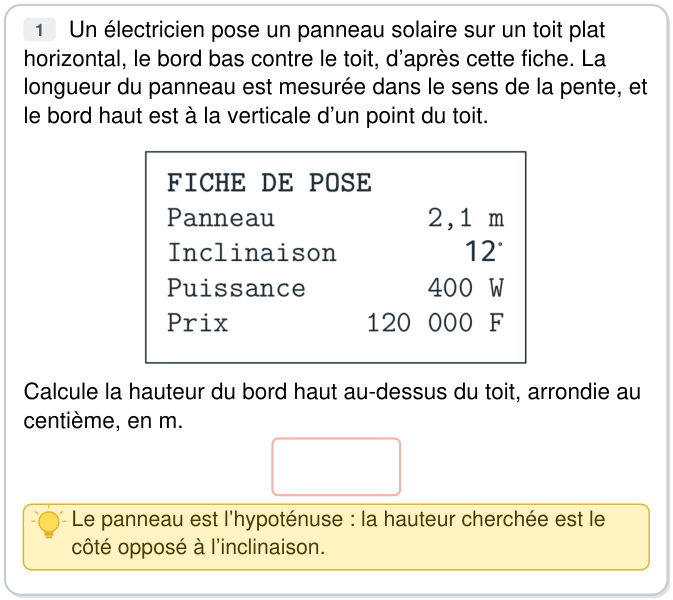 1 Un électricien pose un panneau solaire sur un toit plat
horizontal, le bord bas contre le toit, d’après cette fiche. La
longueur du panneau est mesurée dans le sens de la pente, et
le bord haut est à la verticale d’un point du toit.
FICHE DE POSE
Panneau 2,1 m
Inclinaison 12°
Puissance 400 W
Prix 120 000 F
Calcule la hauteur du bord haut au-dessus du toit, arrondie au
centième, en m.
Le panneau est l’hypoténuse : la hauteur cherchée est le
côté opposé à l’inclinaison.